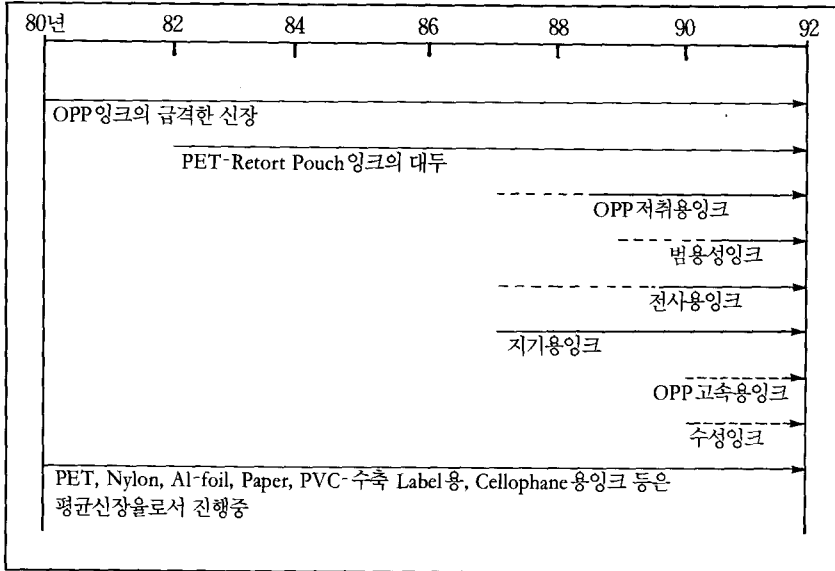 80년 82 84 86 88 90 92
OPP잉크의 급격한 신장
PET-Retort Pouch잉크의 대두
OPP저취용잉크
범용성잉크
전사용잉크
지기용잉크
OPP고속용잉크
수성잉크
PET, Nylon, Al-foil, Paper, PVC-수축 Label용, Cellophane용잉크 등은
평균신장율로서 진행중